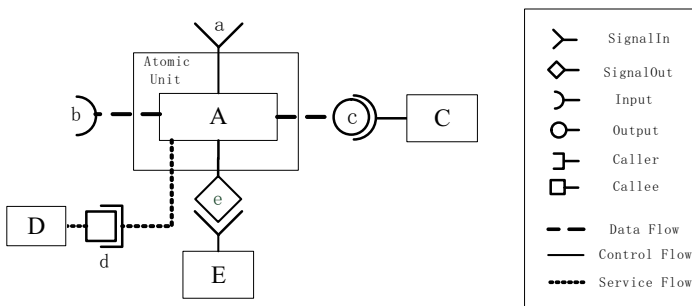 a
Atomic
Unit
A
b
c
C
e
D
d
E
SignalIn
SignalOut
Input
Output
Caller
Callee
Data Flow
Control Flow
Service Flow